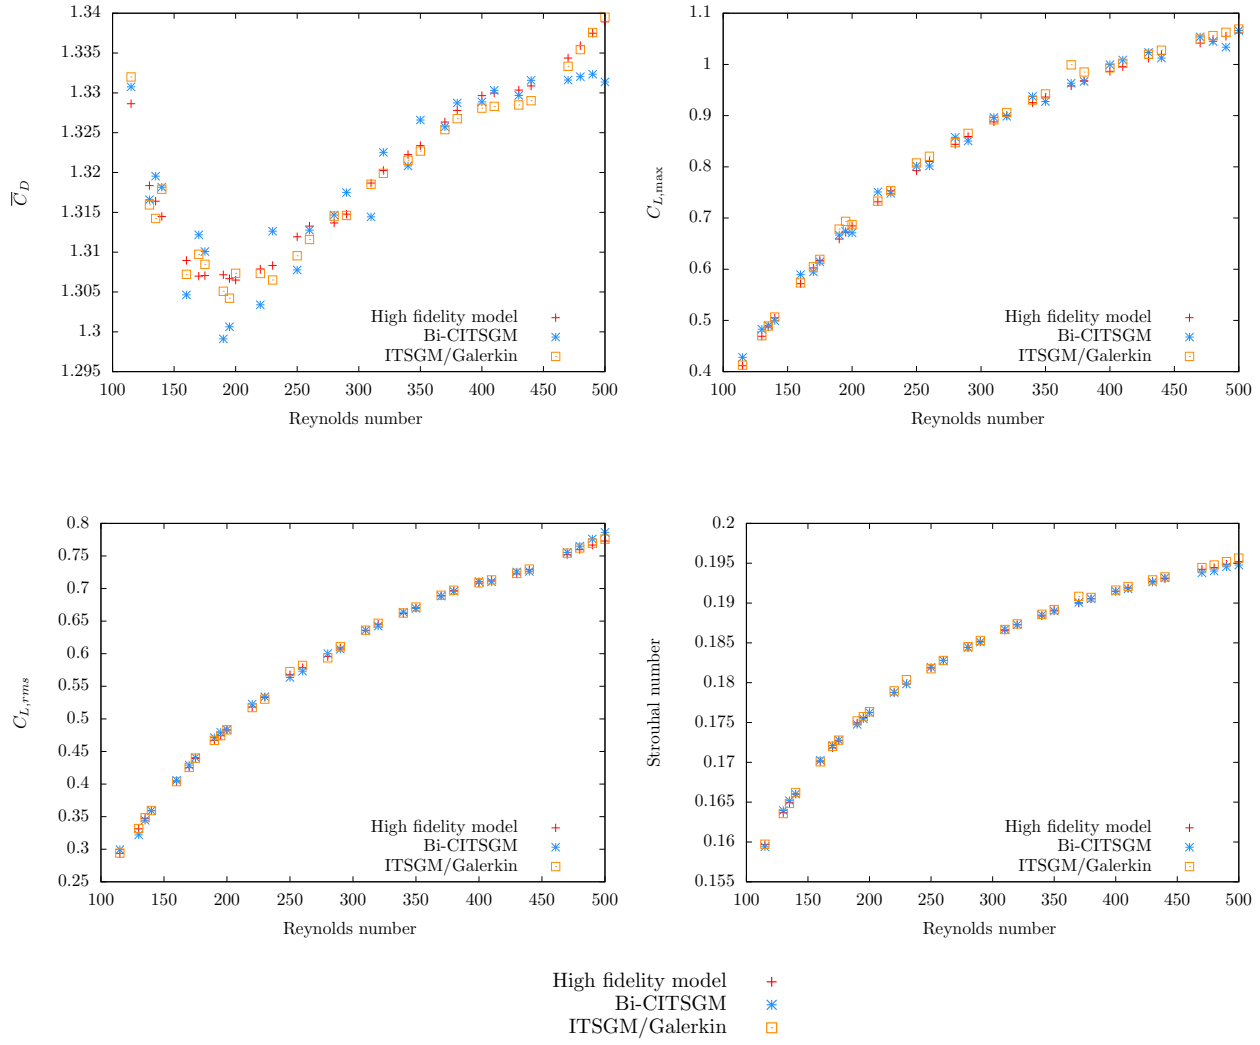 1.34
1.335
1.33
1.325
1.32
1.315
1.31
1.305
1.3
1.295
C̅_D
100 150 200 250 300 350 400 450 500
Reynolds number
High fidelity model
Bi-CITSGM
ITSGM/Galerkin
1.1
1
0.9
0.8
0.7
0.6
0.5
0.4
C_{L,max}
100 150 200 250 300 350 400 450 500
Reynolds number
High fidelity model
Bi-CITSGM
ITSGM/Galerkin
0.8
0.75
0.7
0.65
0.6
0.55
0.5
0.45
0.4
0.35
0.3
0.25
C_{L,rms}
100 150 200 250 300 350 400 450 500
Reynolds number
High fidelity model
Bi-CITSGM
ITSGM/Galerkin
0.2
0.195
0.19
0.185
0.18
0.175
0.17
0.165
0.16
0.155
Strouhal number
100 150 200 250 300 350 400 450 500
Reynolds number
High fidelity model
Bi-CITSGM
ITSGM/Galerkin
High fidelity model
Bi-CITSGM
ITSGM/Galerkin